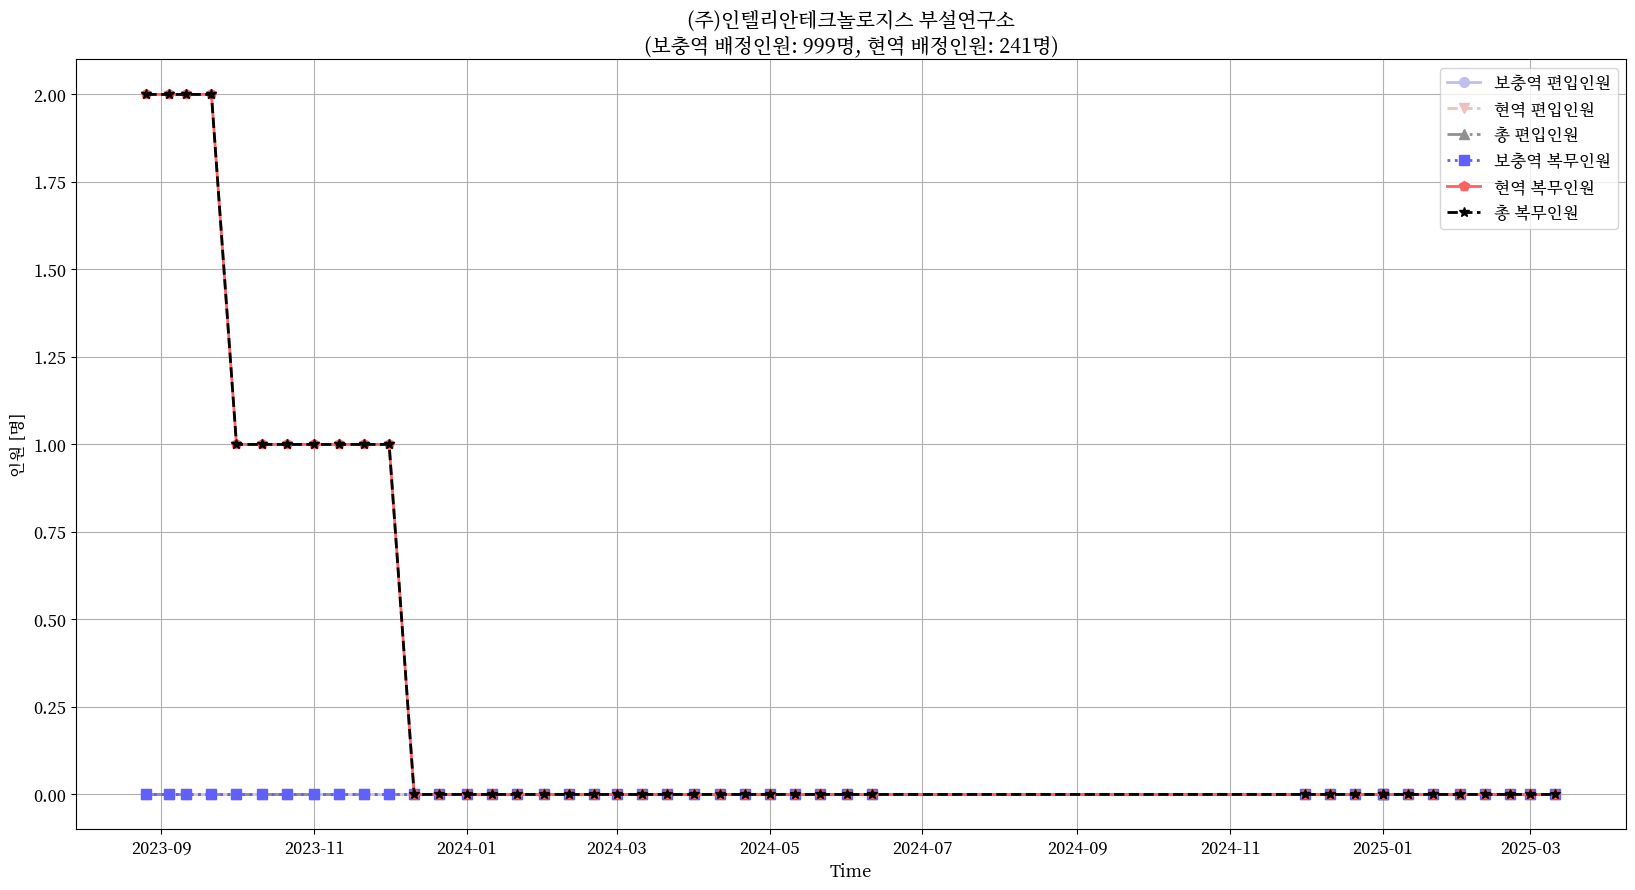 (주)인텔리안테크놀로지스 부설연구소
(보충역 배정인원: 999명, 현역 배정인원: 241명)
보충역 편입인원
현역 편입인원
총 편입인원
보충역 복무인원
현역 복무인원
총 복무인원
2.00
1.75
1.50
1.25
1.00
0.75
0.50
0.25
0.00
인원 [명]
2023-09
2023-11
2024-01
2024-03
2024-05
2024-07
2024-09
2024-11
2025-01
2025-03
Time